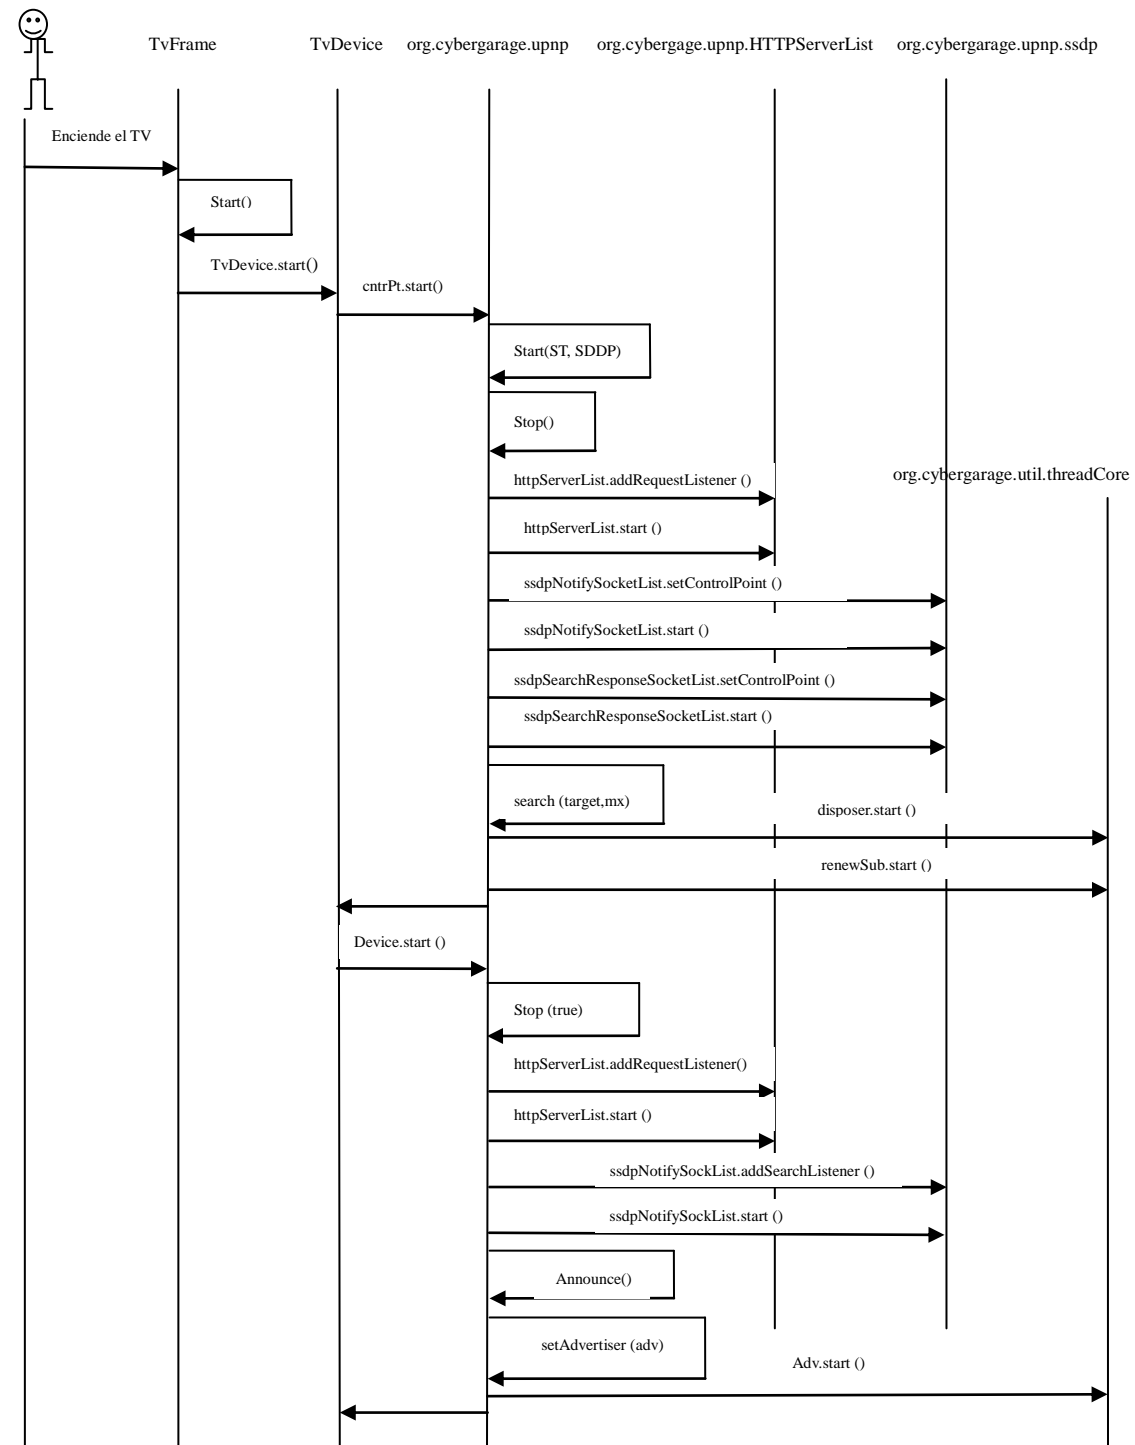 TvFrame
TvDevice
org.cybergarage.upnp
org.cybergage.upnp.HTTPServerList
org.cybergarage.upnp.ssdp
Enciende el TV
Start()
TvDevice.start()
cntrPt.start()
Start(ST, SDDP)
Stop()
org.cybergarage.util.threadCore
httpServerList.addRequestListener ()
httpServerList.start ()
ssdpNotifySocketList.setControlPoint ()
ssdpNotifySocketList.start ()
ssdpSearchResponseSocketList.setControlPoint ()
ssdpSearchResponseSocketList.start ()
search (target,mx)
disposer.start ()
renewSub.start ()
Device.start ()
Stop (true)
httpServerList.addRequestListener()
httpServerList.start ()
ssdpNotifySockList.addSearchListener ()
ssdpNotifySockList.start ()
Announce()
setAdvertiser (adv)
Adv.start ()